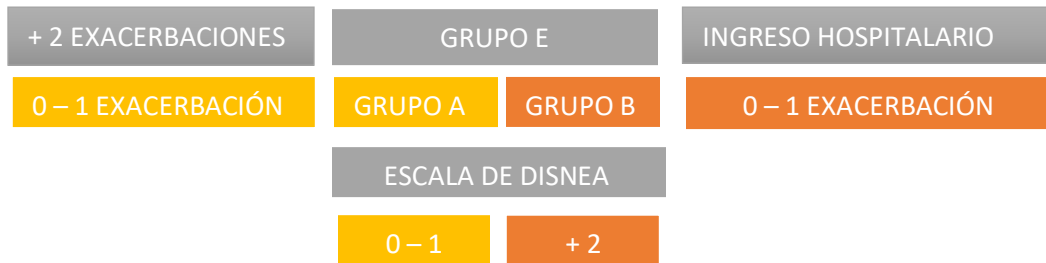 + 2 EXACERBACIONES
GRUPO E
INGRESO HOSPITALARIO
0 – 1 EXACERBACIÓN
GRUPO A
GRUPO B
0 – 1 EXACERBACIÓN
ESCALA DE DISNEA
0 – 1
+ 2